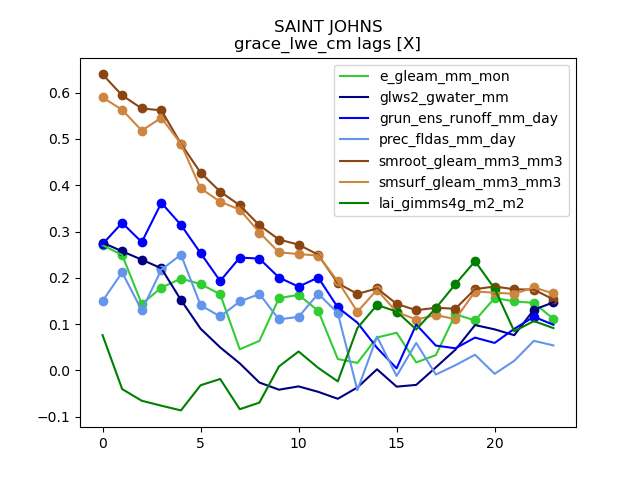 SAINT JOHNS
grace_lwe_cm lags [X]
e_gleam_mm_mon
glws2_gwater_mm
grun_ens_runoff_mm_day
prec_fldas_mm_day
smroot_gleam_mm3_mm3
smsurf_gleam_mm3_mm3
lai_gimms4g_m2_m2
0.6
0.5
0.4
0.3
0.2
0.1
0.0
−0.1
0 5 10 15 20